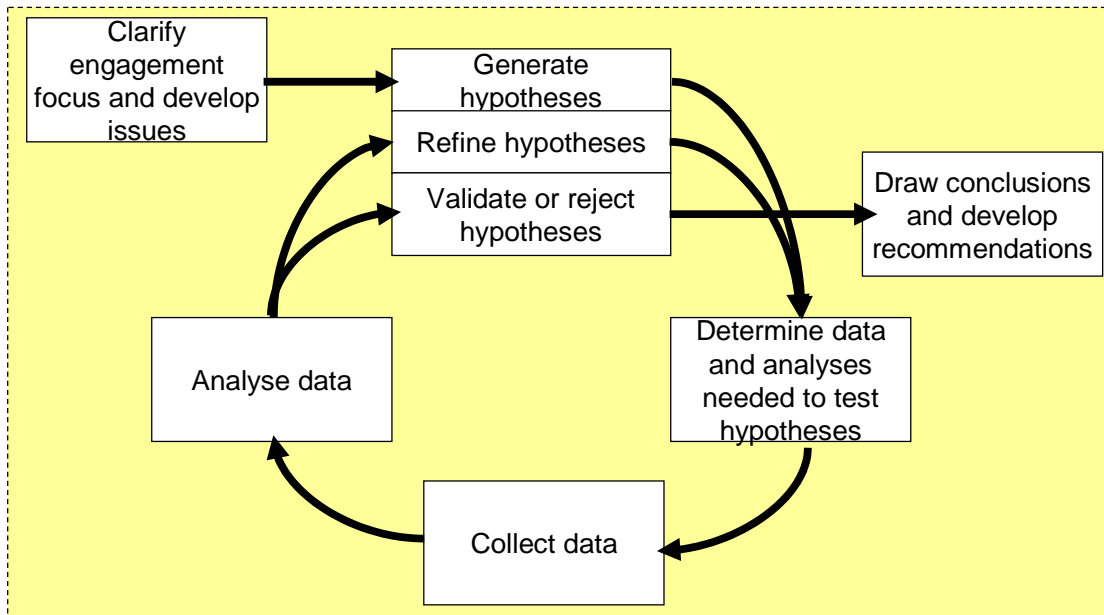 Clarify
engagement
focus and develop
issues
Generate
hypotheses
Refine hypotheses
Validate or reject
hypotheses
Draw conclusions
and develop
recommendations
Analyse data
Determine data
and analyses
needed to test
hypotheses
Collect data